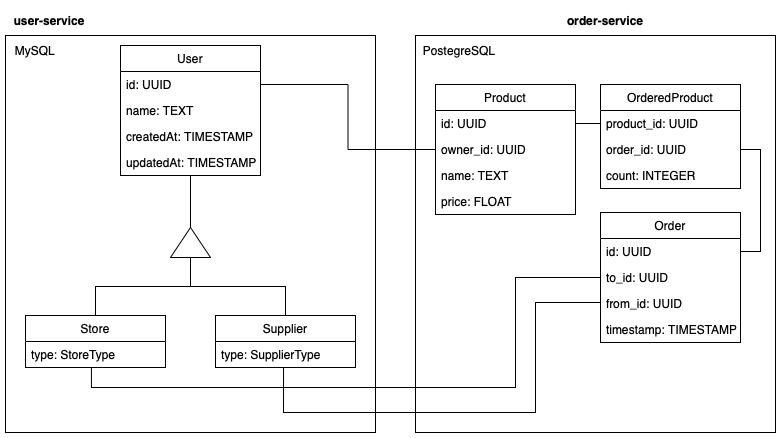 user-service
order-service
MySQL
User
id: UUID
name: TEXT
createdAt: TIMESTAMP
updatedAt: TIMESTAMP
Store
type: StoreType
Supplier
type: SupplierType
PostegreSQL
Product
id: UUID
owner_id: UUID
name: TEXT
price: FLOAT
OrderedProduct
product_id: UUID
order_id: UUID
count: INTEGER
Order
id: UUID
to_id: UUID
from_id: UUID
timestamp: TIMESTAMP